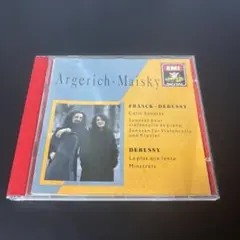 EMI
Argerich-Maisky
FRANCK · DEBUSSY
Cello Sonatas
Sonates pour
violoncelle et piano
Sonaten für Violoncello
und Klavier
DEBUSSY
La plus que lente
Minstrels